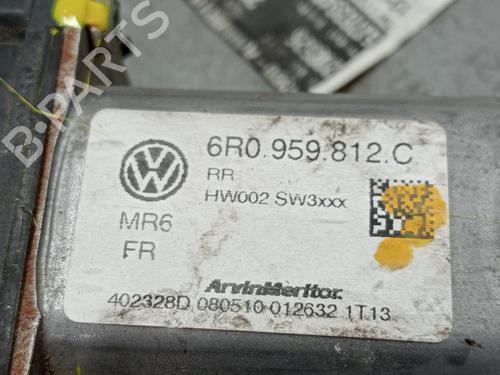 6R0.959.812.C
RR
HW002 SW3xxx
MR6
FR
ArvinMeritor.
402328D 080510 012632 1T13
B-PARTS